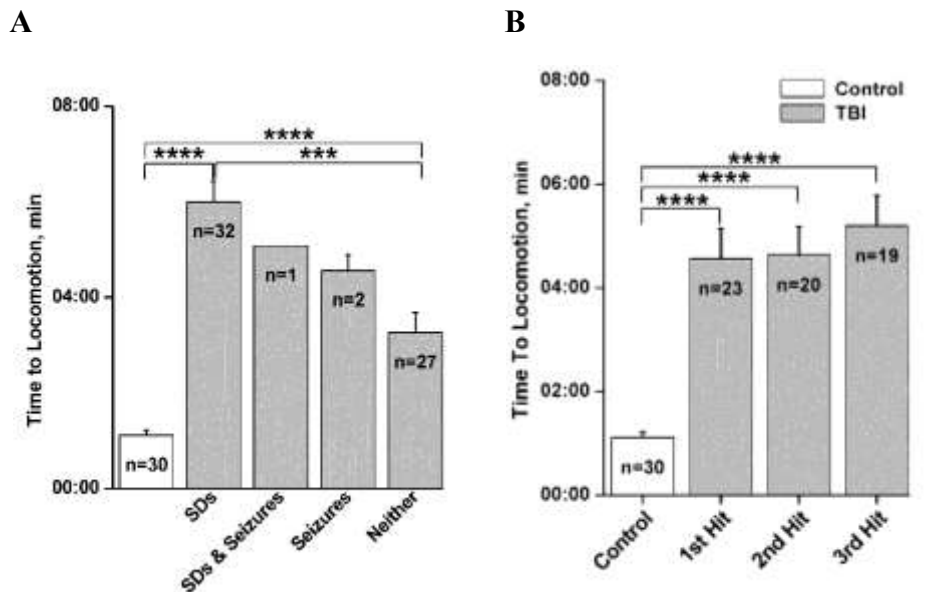 A
Time to Locomotion, min
08:00
04:00
00:00
****
****
***
n=30
n=32
n=1
n=2
n=27
SDs
SDs & Seizures
Seizures
Neither
B
Time To Locomotion, min
08:00
06:00
04:00
02:00
00:00
Control
TBI
****
****
****
n=30
n=23
n=20
n=19
Control
1st Hit
2nd Hit
3rd Hit